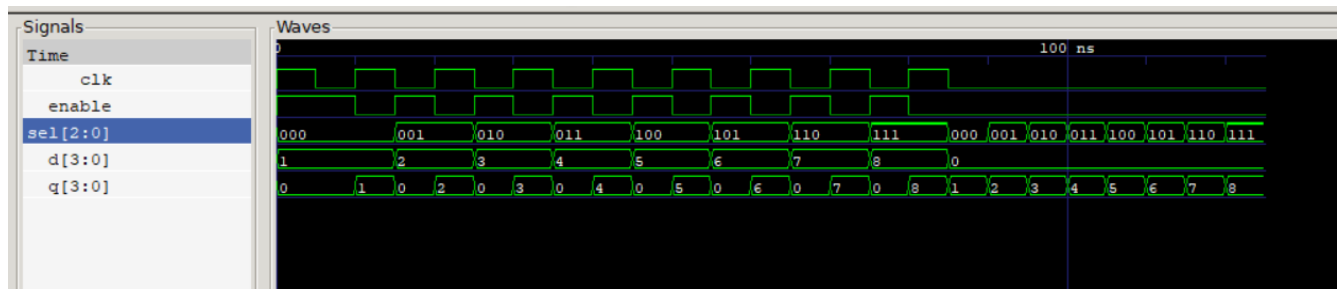 Signals
Waves
Time
0
100 ns
clk
enable
sel[2:0]
000 001 010 011 100 101 110 111 000 001 010 011 100 101 110 111
d[3:0]
1 2 3 4 5 6 7 8 0
q[3:0]
0 1 0 2 0 3 0 4 0 5 0 6 0 7 0 8 1 2 3 4 5 6 7 8